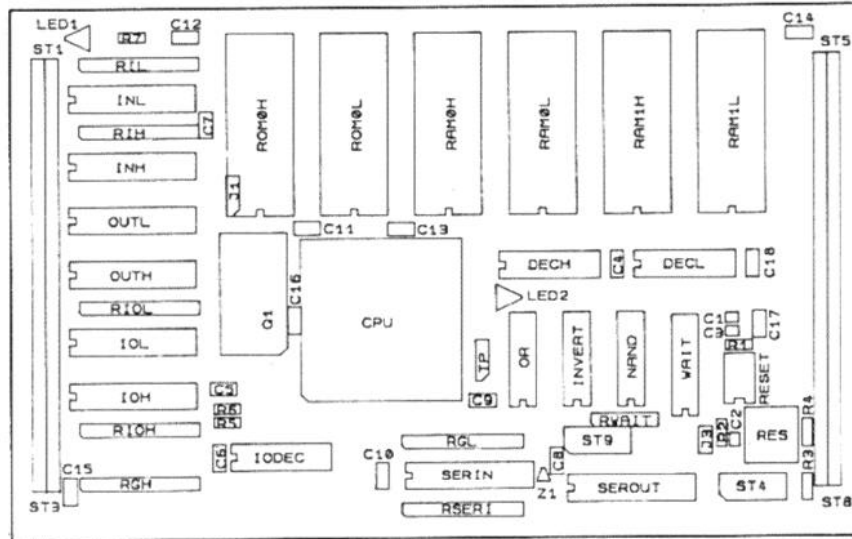 LED1
R7
C12
C14
ST1
ST5
RIL
INL
C7
RIH
INH
OUTL
OUTH
RIOL
IOL
IOH
RIOH
RGH
ROM0H
ROM0L
RAM0H
RAM0L
RAM1H
RAM1L
J1
C11
C13
Q1
C16
CPU
DECH
C4
DECL
C18
LED2
TP
OR
INVERT
NAND
WAIT
C1
C3
R1
C17
RESET
C5
R6
R5
C9
RWAIT
ST9
J3
R2
C2
RES
R4
C6
IODEC
C10
RGL
SERIN
RSERI
C8
Z1
SEROUT
ST4
R3
C15
ST3
ST6